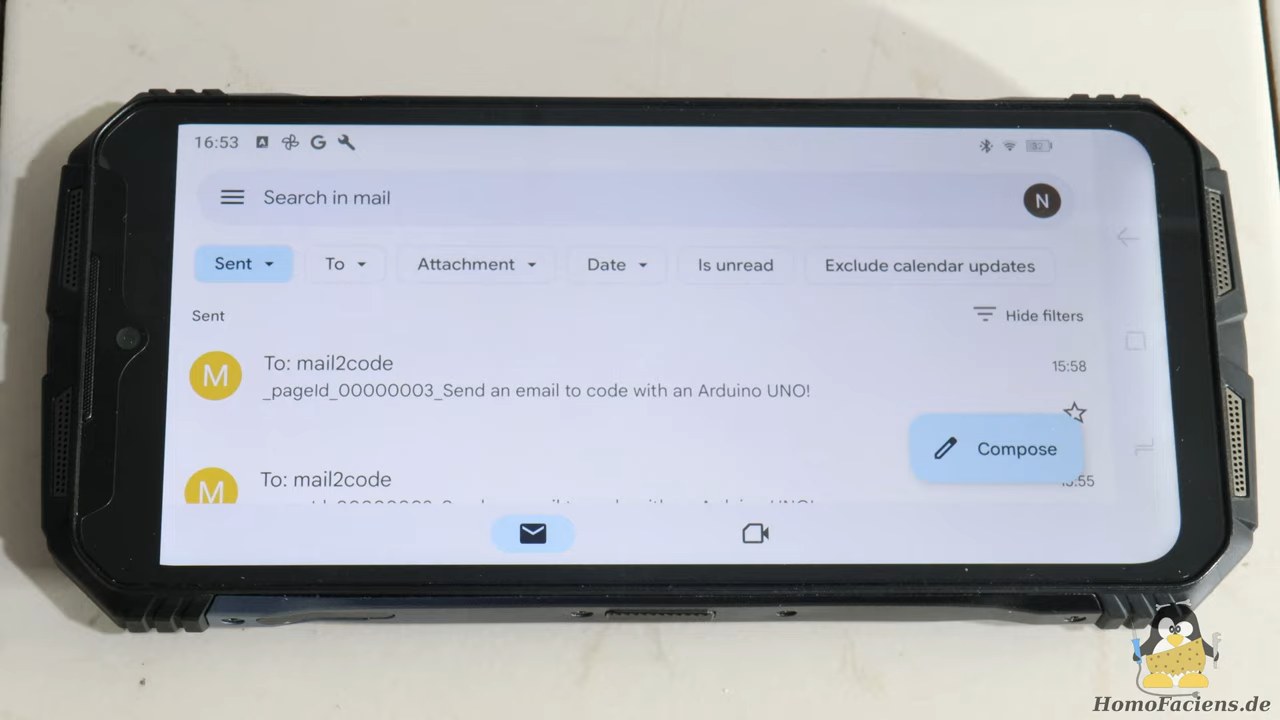 16:53
Search in mail
N
Sent To Attachment Date Is unread Exclude calendar updates
Sent Hide filters
M To: mail2code 15:58
_pageId_00000003_Send an email to code with an Arduino UNO!
Compose
M To: mail2code
HomoFaciens.de